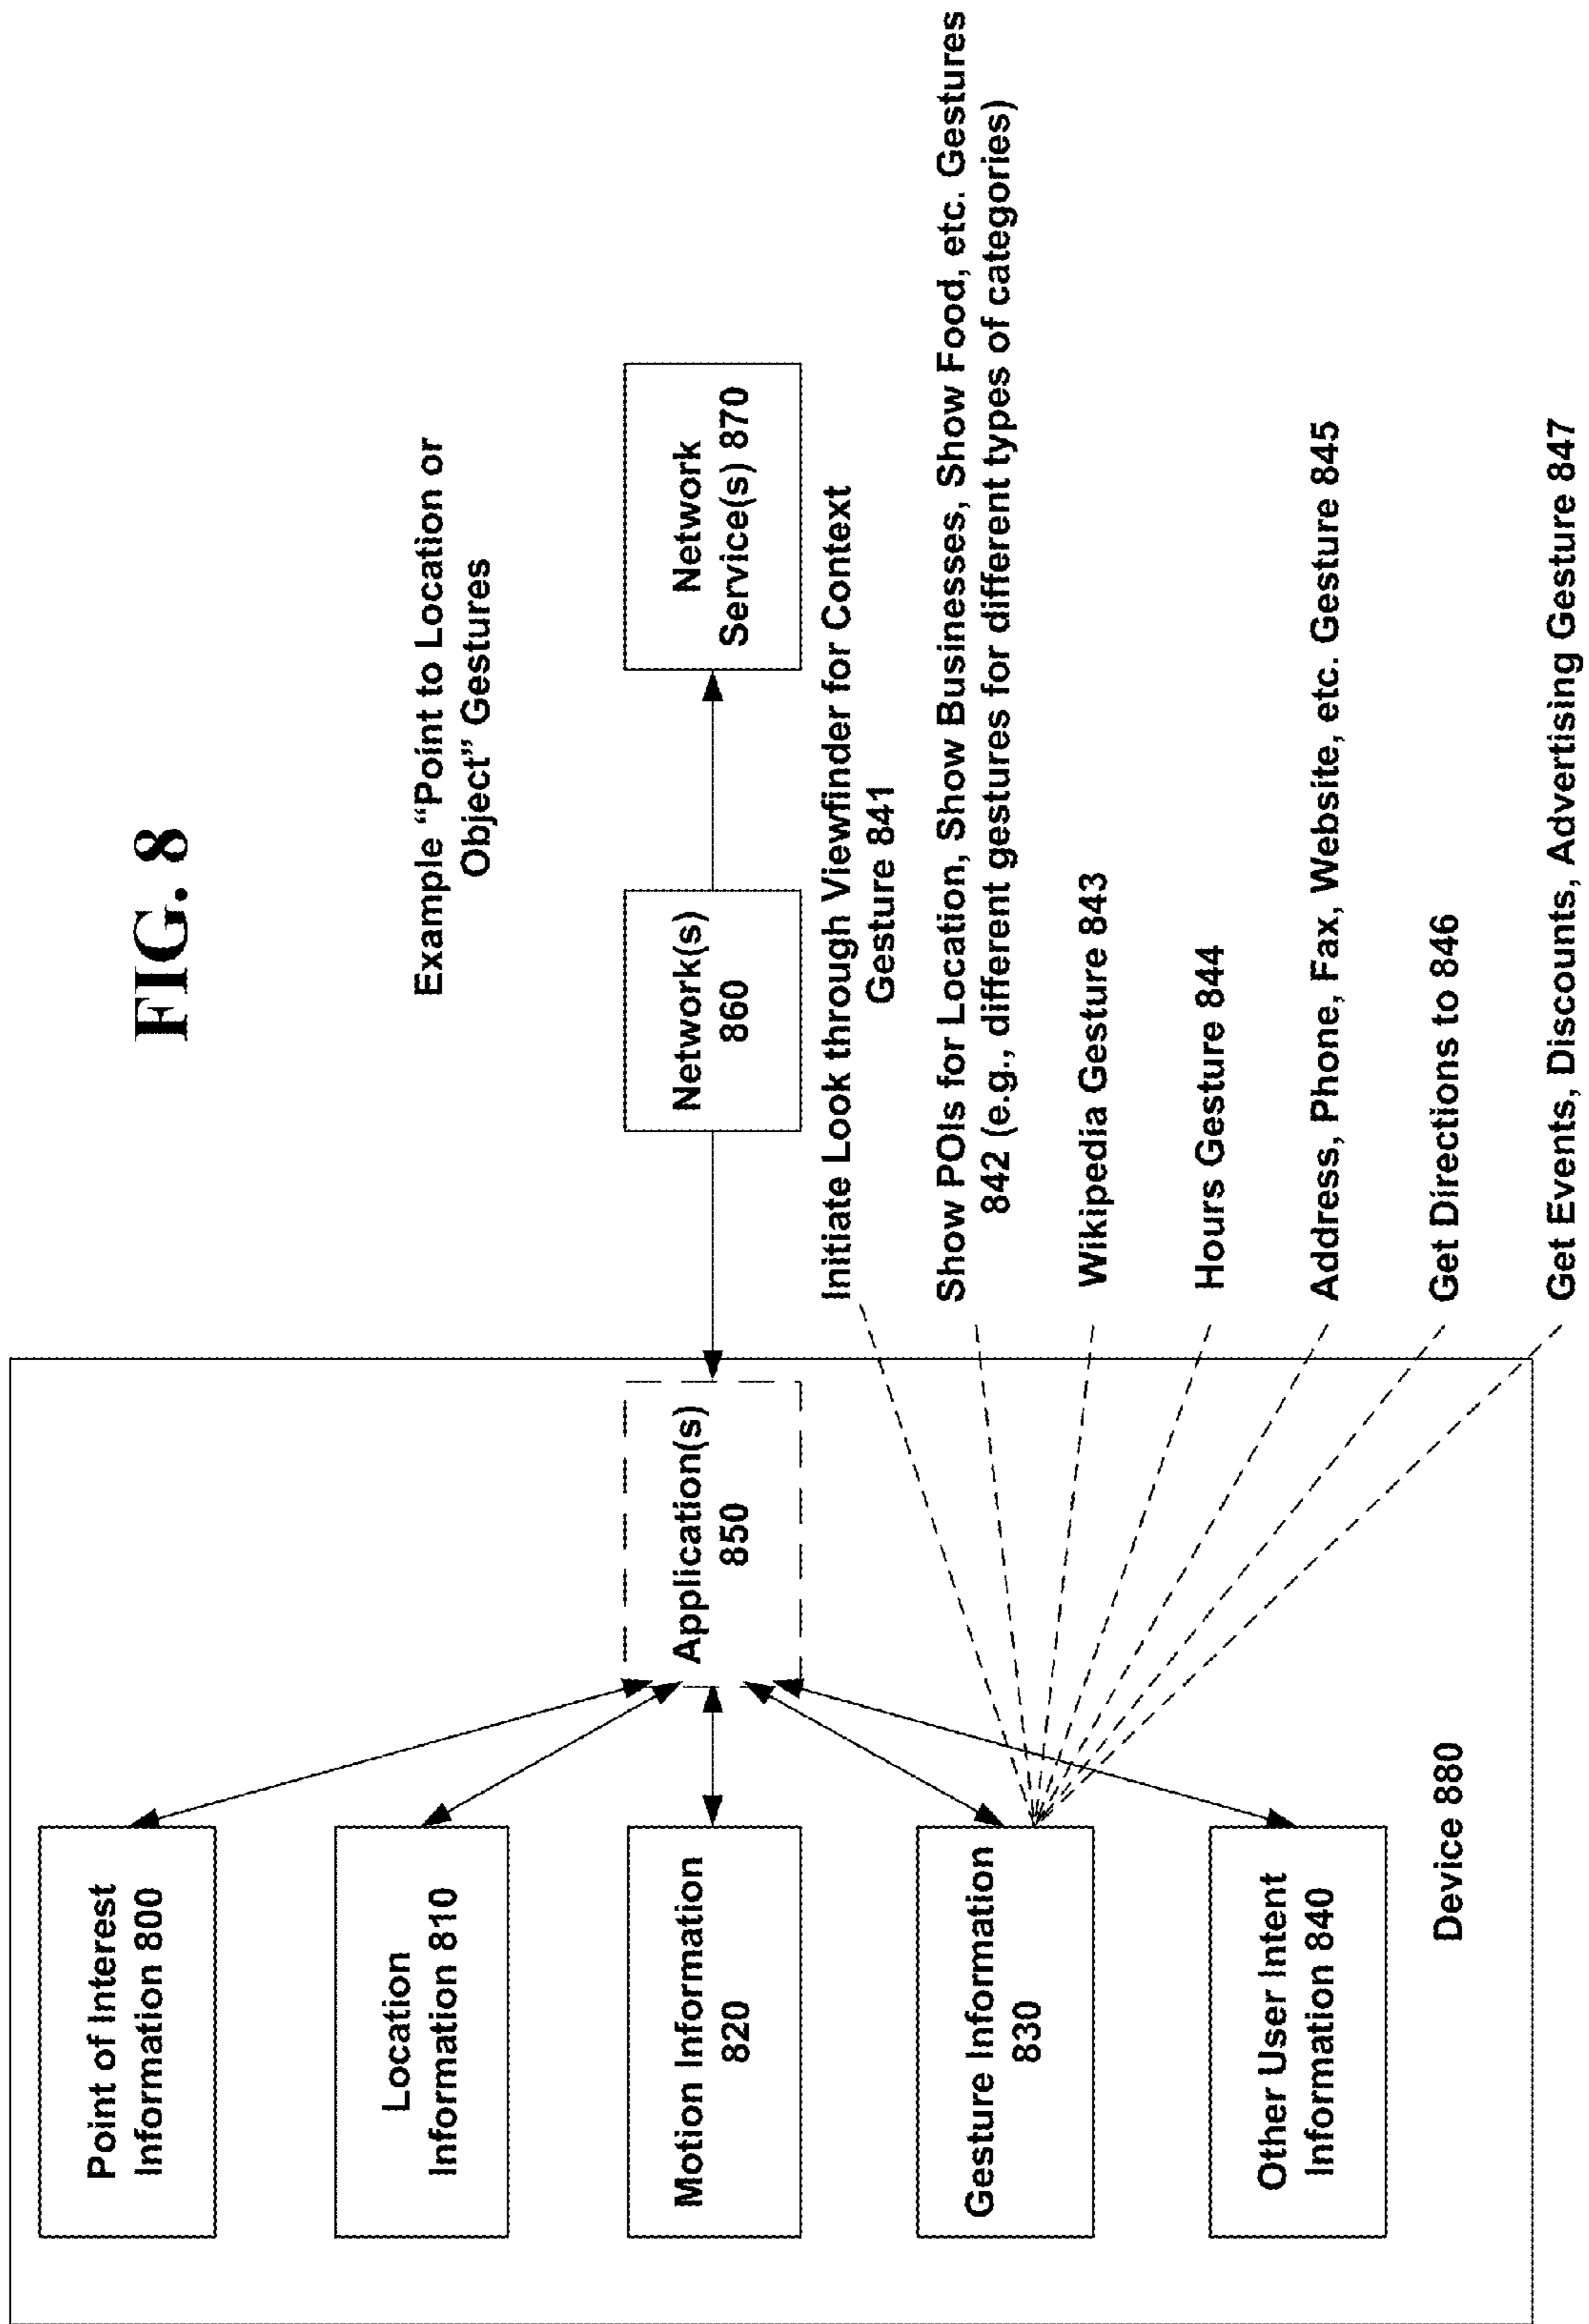 FIG. 8
Example “Point to Location or
Object” Gestures
Point of Interest
Information 800
Location
Information 810
Motion Information
820
Gesture Information
830
Other User Intent
Information 840
Device 880
Application(s)
850
Network(s)
860
Network
Service(s) 870
Initiate Look through Viewfinder for Context
Gesture 841
Show POIs for Location, Show Businesses, Show Food, etc. Gestures
842 (e.g., different gestures for different types of categories)
Wikipedia Gesture 843
Hours Gesture 844
Address, Phone, Fax, Website, etc. Gesture 845
Get Directions to 846
Get Events, Discounts, Advertising Gesture 847